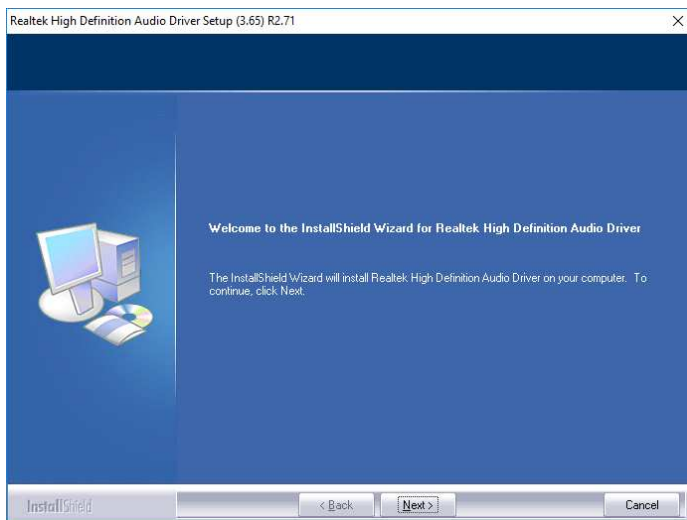 Realtek High Definition Audio Driver Setup (3.65) R2.71
Welcome to the InstallShield Wizard for Realtek High Definition Audio Driver
The InstallShield Wizard will install Realtek High Definition Audio Driver on your computer. To
continue, click Next.
InstallShield
< Back
Next >
Cancel